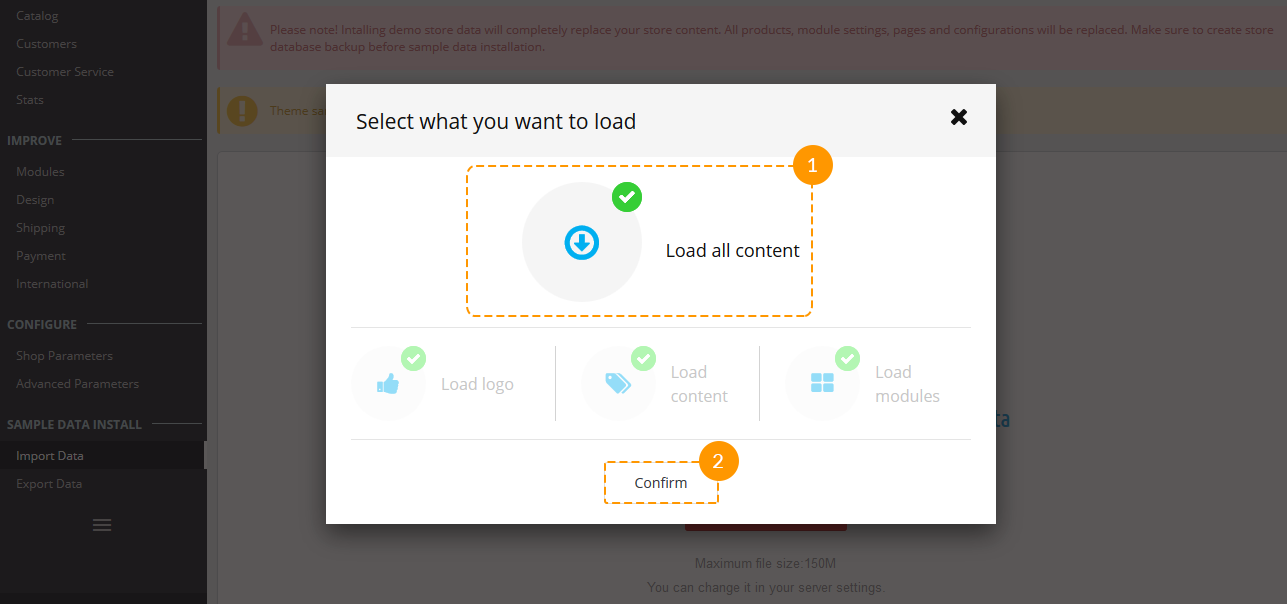 Catalog
Customers
Customer Service
Stats
IMPROVE
Modules
Design
Shipping
Payment
International
CONFIGURE
Shop Parameters
Advanced Parameters
SAMPLE DATA INSTALL
Import Data
Export Data
Please note! Intalling demo store data will completely replace your store content. All products, module settings, pages and configurations will be replaced. Make sure to create store
database backup before sample data installation.
Theme
Select what you want to load
1
Load all content
Load logo
Load
content
Load
modules
2
Confirm
Maximum file size:150M
You can change it in your server settings.